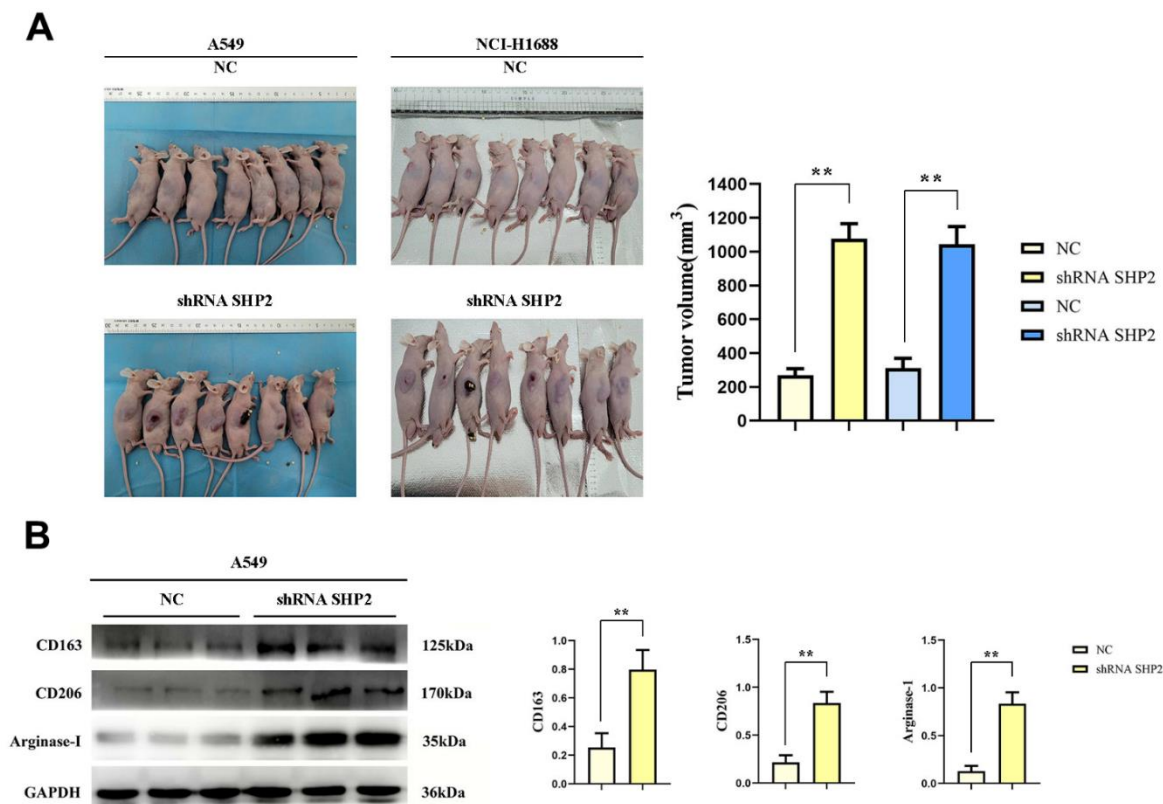 A
A549
NC
NCI-H1688
NC
shRNA SHP2
shRNA SHP2
Tumor volume(mm³)
1400
1200
1000
800
600
400
200
0
**
**
NC
shRNA SHP2
NC
shRNA SHP2
B
A549
NC
shRNA SHP2
CD163
125kDa
CD206
170kDa
Arginase-I
35kDa
GAPDH
36kDa
CD163
1.0
0.8
0.6
0.4
0.2
0.0
**
CD206
1.5
1.0
0.5
0.0
**
Arginase-1
1.5
1.0
0.5
0.0
**
NC
shRNA SHP2